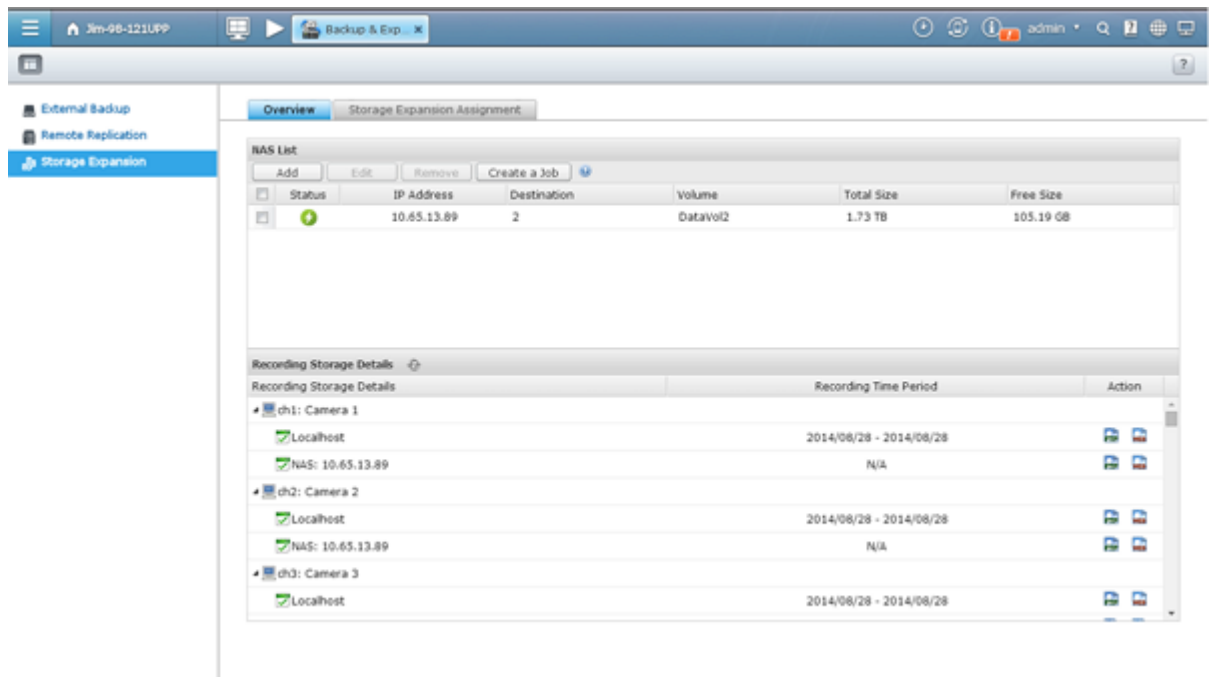 Jim-98-121UPP Backup & Exp... admin
External Backup
Remote Replication
Storage Expansion
Overview Storage Expansion Assignment
NAS List
Add Edit Remove Create a Job
Status IP Address Destination Volume Total Size Free Size
10.65.13.89 2 DataVol2 1.73 TB 105.19 GB
Recording Storage Details
Recording Storage Details Recording Time Period Action
ch1: Camera 1
Localhost 2014/08/28 - 2014/08/28
NAS: 10.65.13.89 N/A
ch2: Camera 2
Localhost 2014/08/28 - 2014/08/28
NAS: 10.65.13.89 N/A
ch3: Camera 3
Localhost 2014/08/28 - 2014/08/28